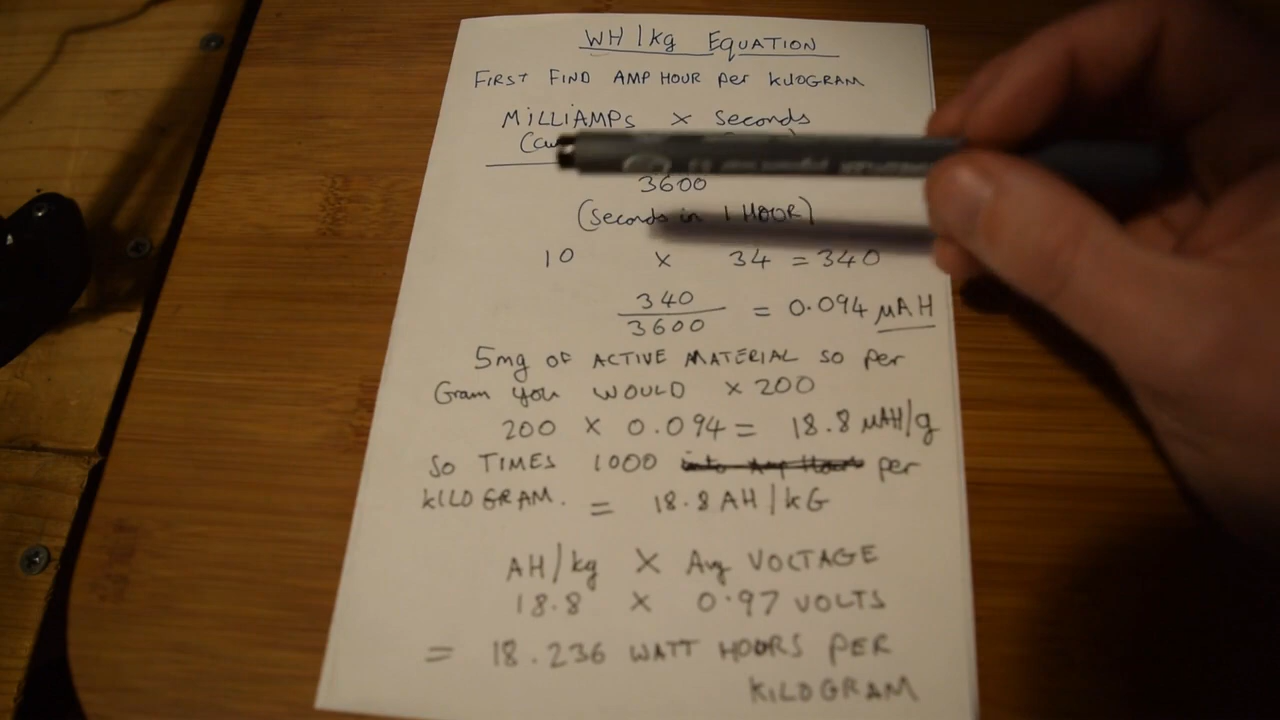 WH/kg EQUATION
FIRST FIND AMP HOUR per KILOGRAM
MILLIAMPs x Seconds
3600
(Seconds in 1 HOUR)
10 x 34 = 340
340
3600
= 0.094 µAH
5mg OF ACTIVE MATERIAL SO per
Gram you WOULD x 200
200 x 0.094 = 18.8 µAH/g
SO TIMES 1000 per
KILOGRAM. = 18.8 AH/KG
AH/kg x Avg VOLTAGE
18.8 x 0.97 VOLTS
= 18.236 WATT HOURS PER
KILOGRAM